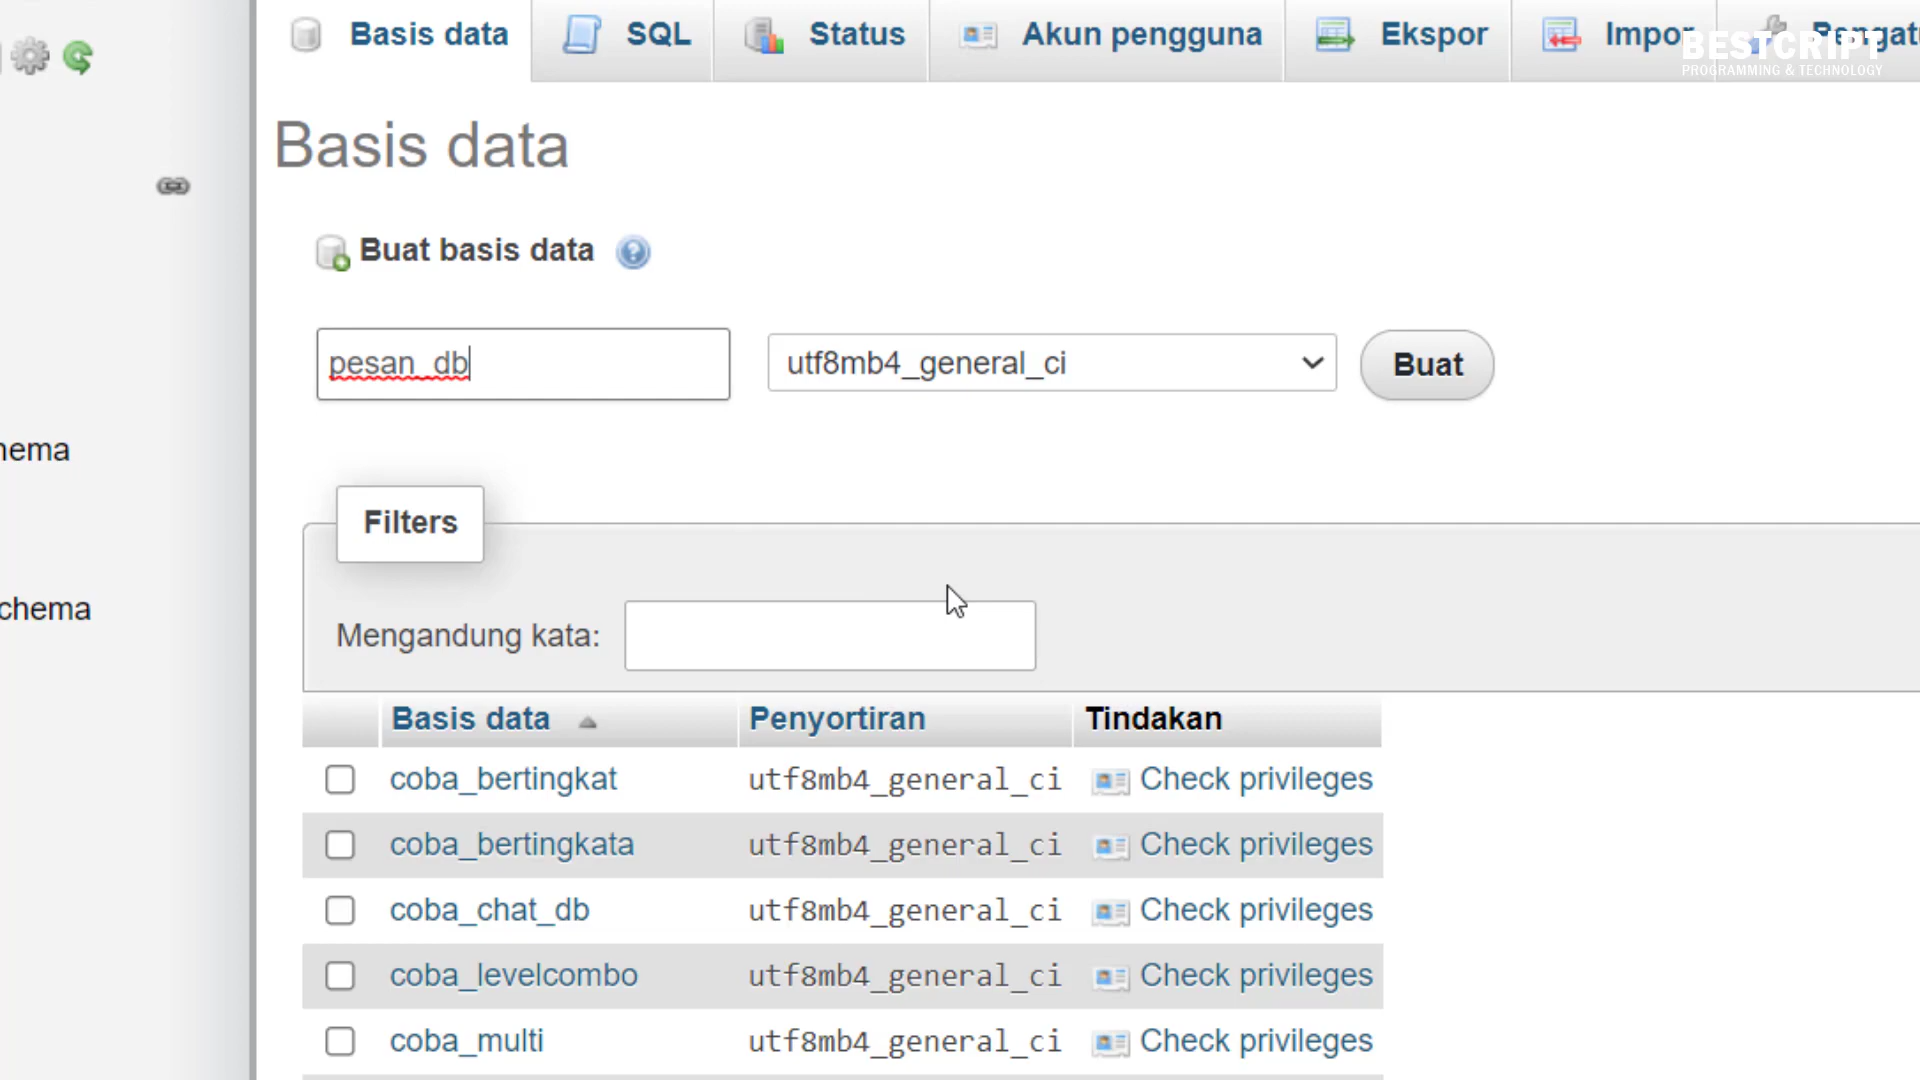 Basis data
SQL
Status
Akun pengguna
Ekspor
Impor
BESTCRIPT
PROGRAMMING & TECHNOLOGY
Basis data
Buat basis data
pesan_db
utf8mb4_general_ci
Buat
hema
chema
Filters
Mengandung kata:
Basis data
Penyortiran
Tindakan
coba_bertingkat
utf8mb4_general_ci
Check privileges
coba_bertingkata
utf8mb4_general_ci
Check privileges
coba_chat_db
utf8mb4_general_ci
Check privileges
coba_levelcombo
utf8mb4_general_ci
Check privileges
coba_multi
utf8mb4_general_ci
Check privileges